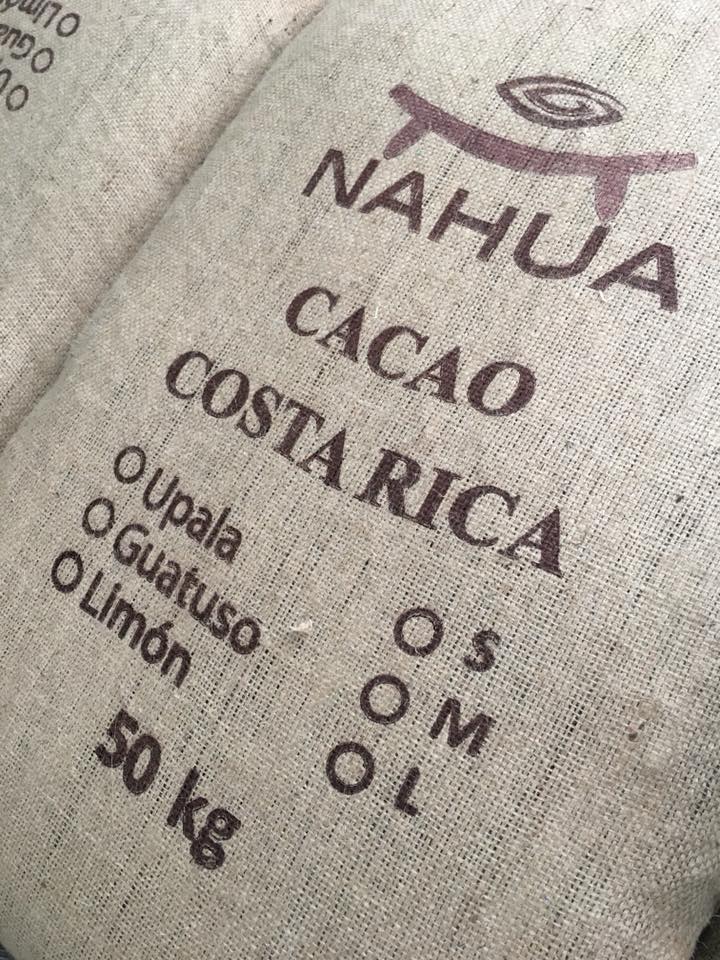 NAHUA
CACAO
COSTA RICA
Upala
Guatuso
Limón
S
M
L
50 kg